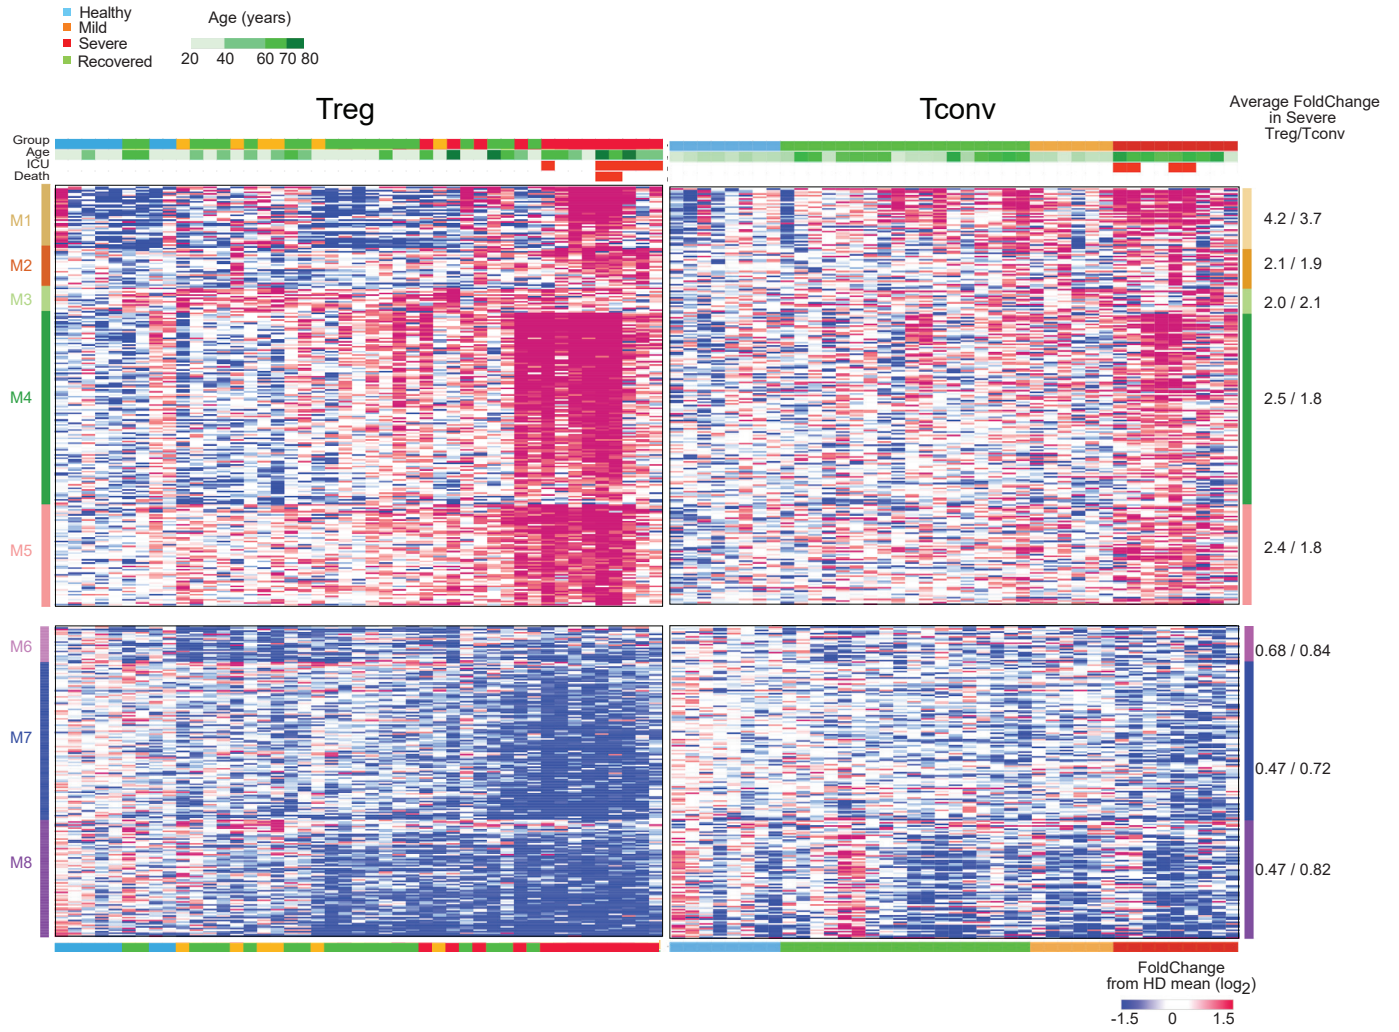 Healthy
Mild
Severe
Recovered
Age (years)
20 40 60 70 80
Treg
Tconv
Average FoldChange
in Severe
Treg/Tconv
Group
Age
ICU
Death
M1
M2
M3
M4
M5
M6
M7
M8
4.2 / 3.7
2.1 / 1.9
2.0 / 2.1
2.5 / 1.8
2.4 / 1.8
0.68 / 0.84
0.47 / 0.72
0.47 / 0.82
FoldChange
from HD mean (log2)
-1.5 0 1.5